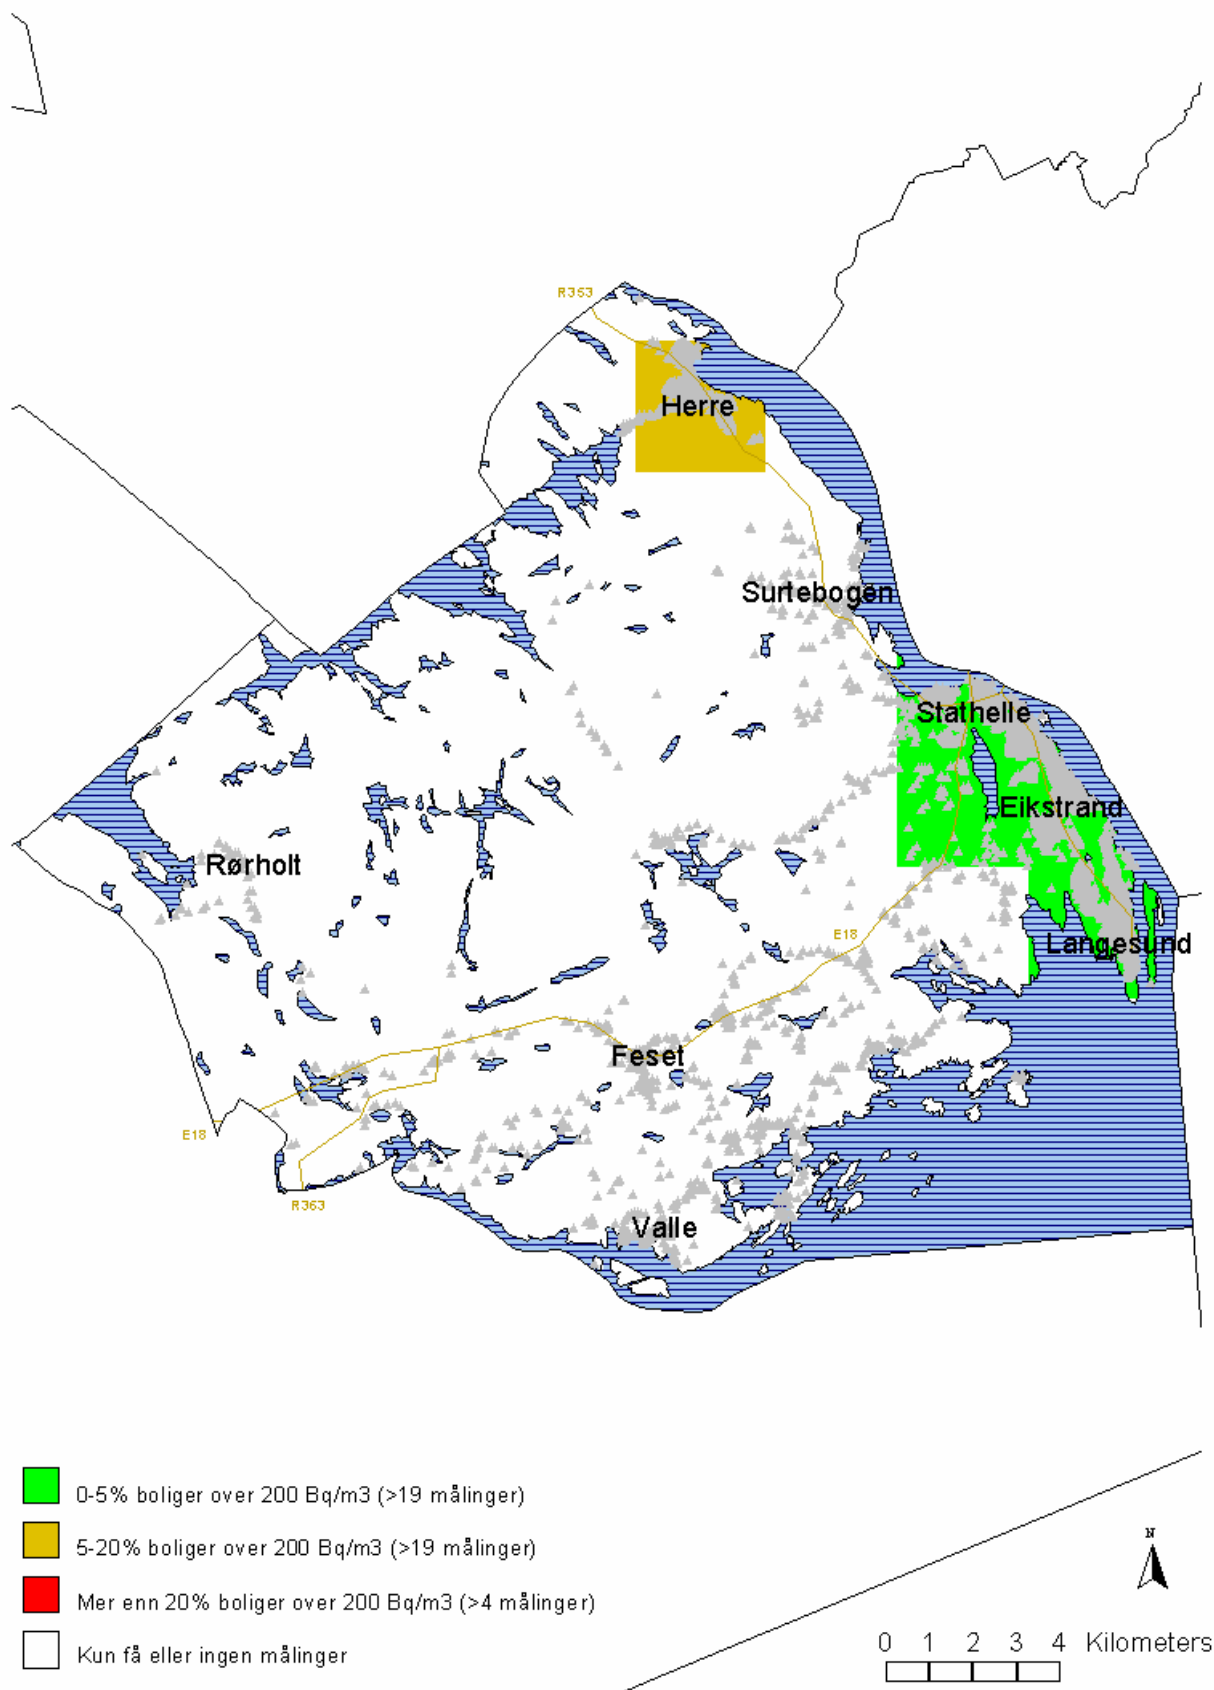 R353
Herre
Surtebogen
Stathelle
Eikstrand
Rørholt
E18
Langesund
Feset
E18
R363
Valle
0-5% boliger over 200 Bq/m3 (>19 målinger)
5-20% boliger over 200 Bq/m3 (>19 målinger)
Mer enn 20% boliger over 200 Bq/m3 (>4 målinger)
Kun få eller ingen målinger
N
0 1 2 3 4 Kilometers